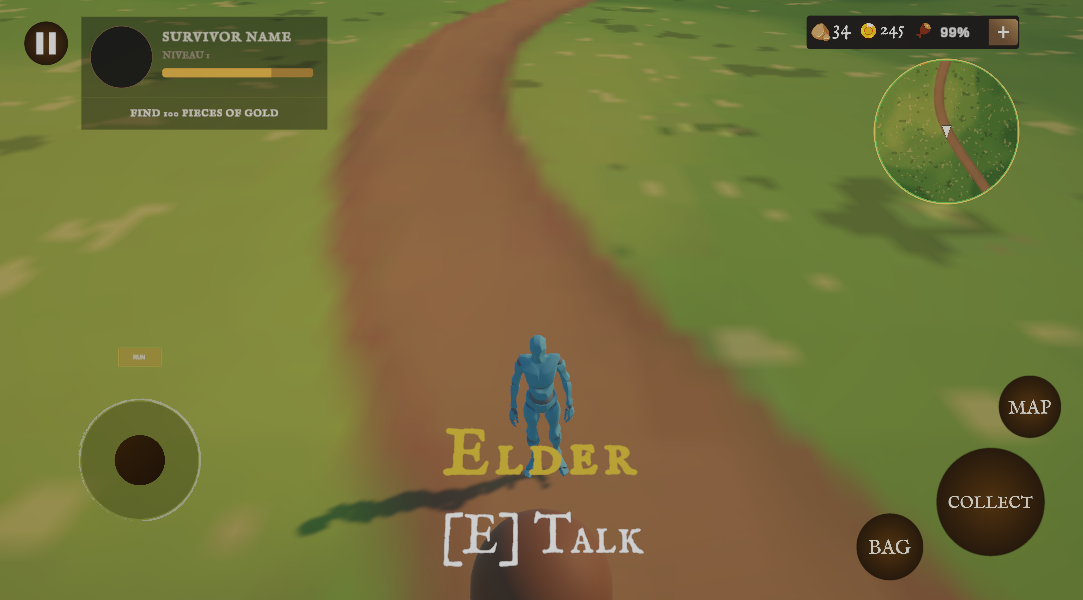 SURVIVOR NAME
NIVEAU 1
FIND 100 PIECES OF GOLD
34 245 99% +
RUN
MAP
ELDER
COLLECT
[E] TALK
BAG